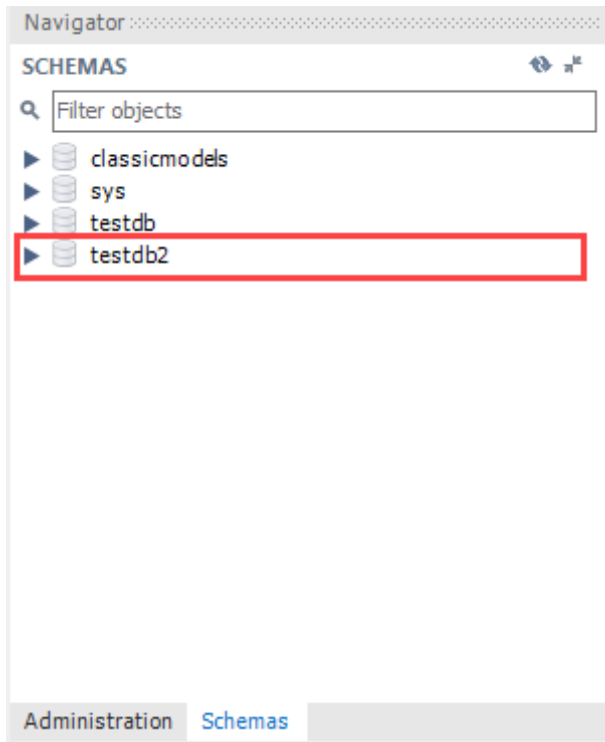 Navigator
SCHEMAS
Filter objects
classicmodels
sys
testdb
testdb2
Administration Schemas